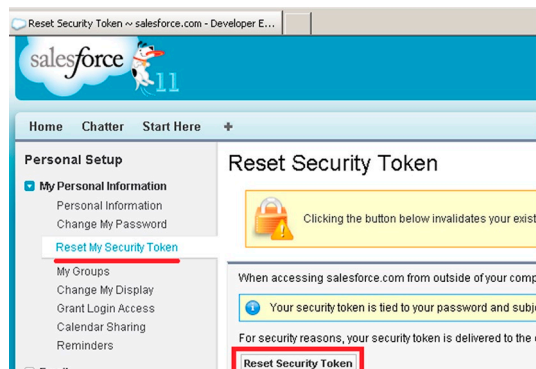 Reset Security Token ~ salesforce.com - Developer E...
salesforce
11
Home Chatter Start Here +
Personal Setup
My Personal Information
Personal Information
Change My Password
Reset My Security Token
My Groups
Change My Display
Grant Login Access
Calendar Sharing
Reminders
Reset Security Token
Clicking the button below invalidates your exist
When accessing salesforce.com from outside of your comp
Your security token is tied to your password and subj
For security reasons, your security token is delivered to the
Reset Security Token